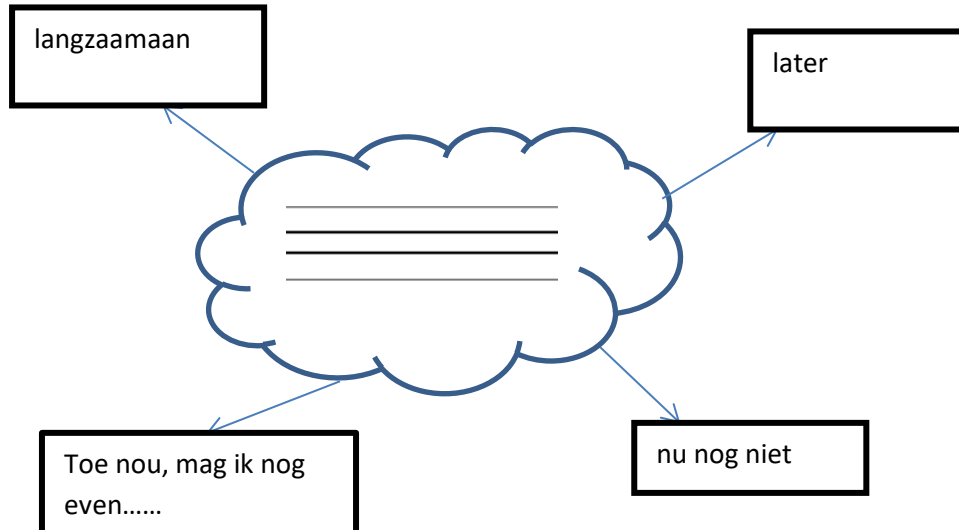 langzaamaan
later
Toe nou, mag ik nog
even……
nu nog niet